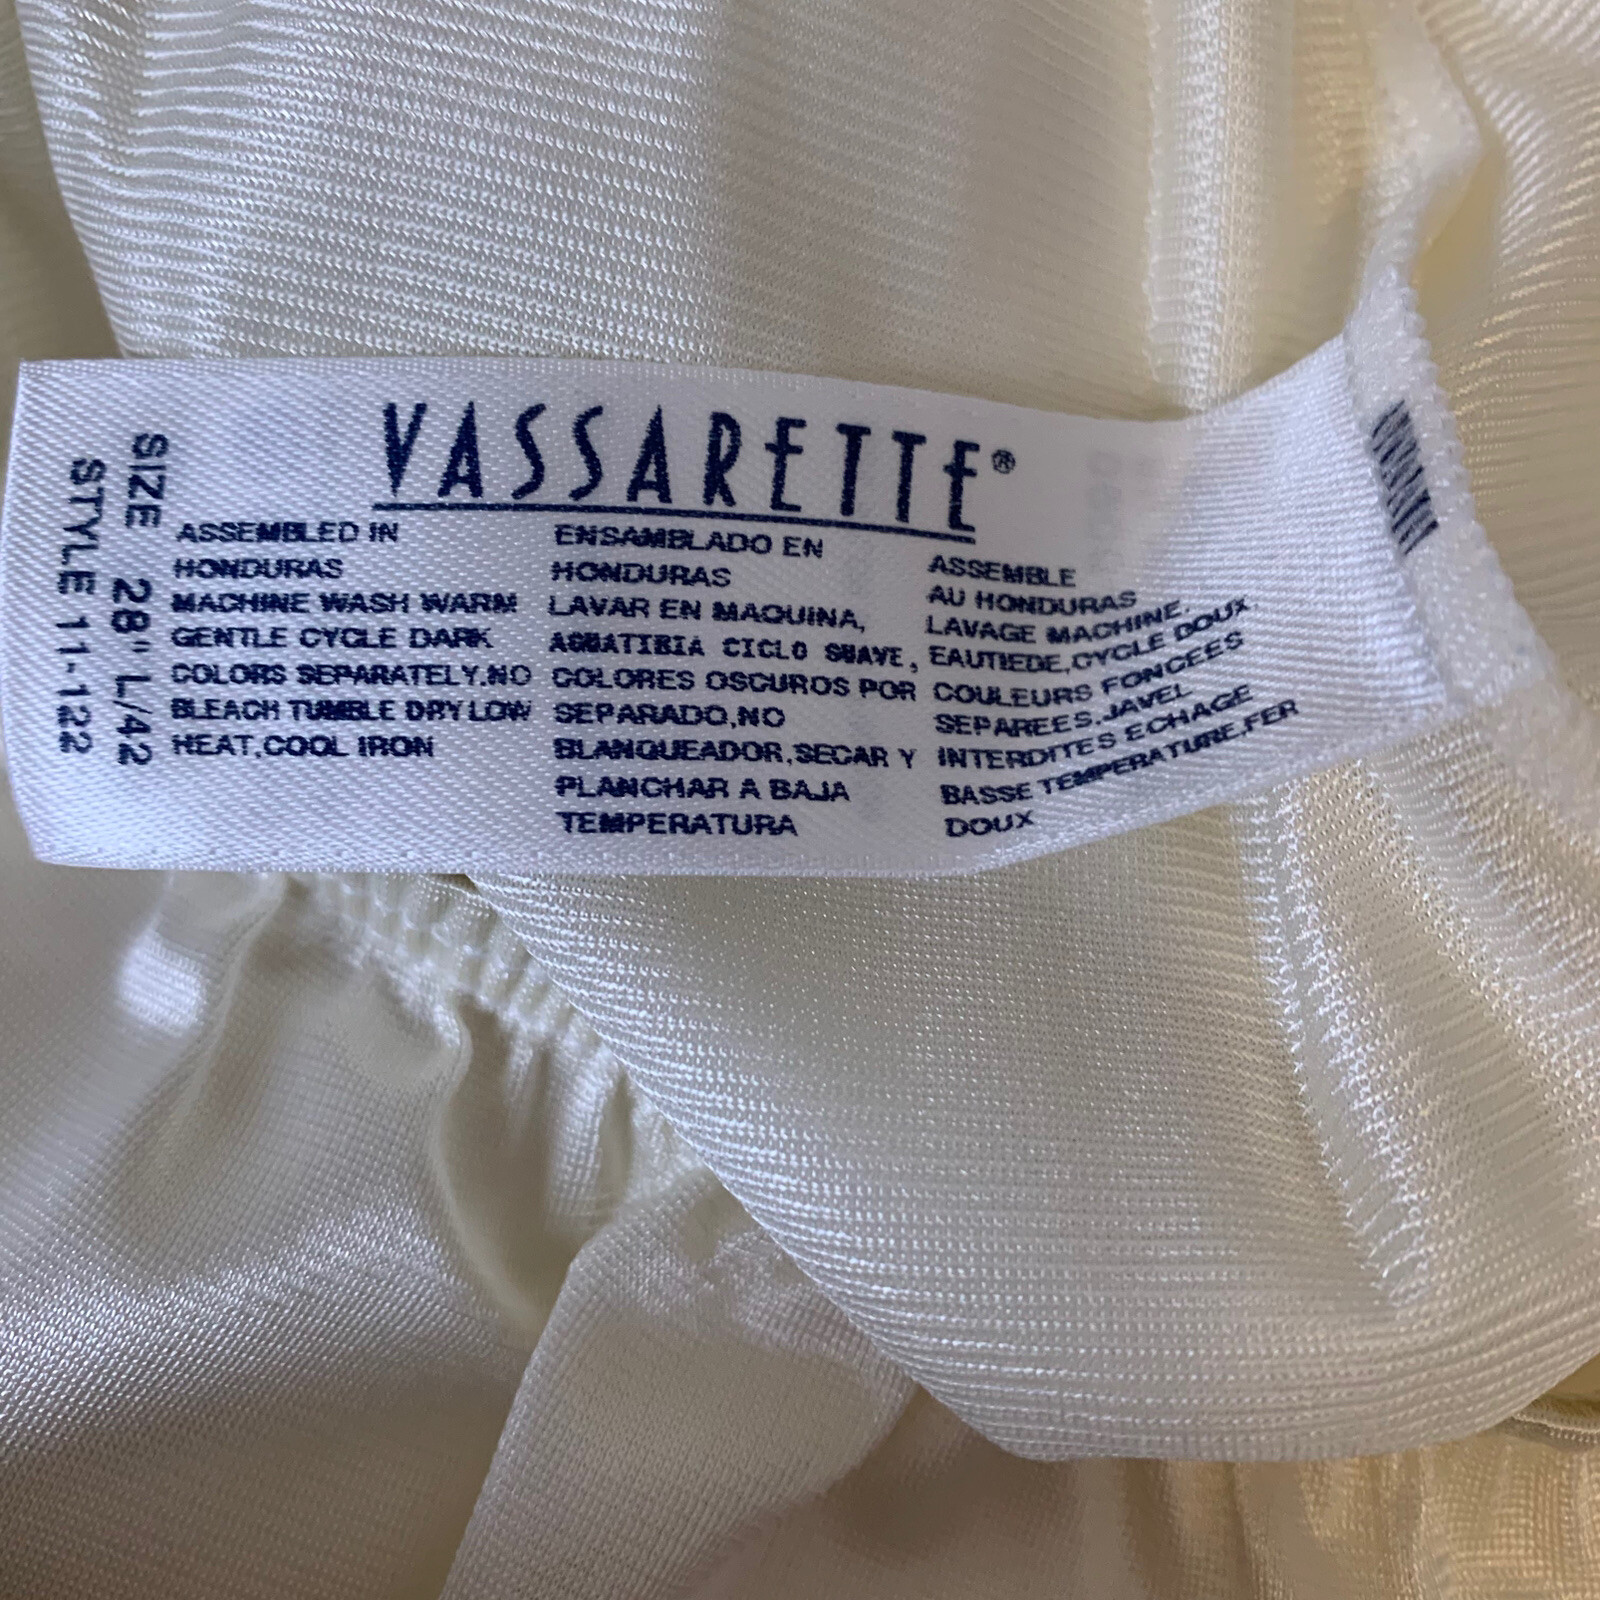 VASSARETTE®
SIZE 28" L/42
STYLE 11-122
ASSEMBLED IN
HONDURAS
MACHINE WASH WARM
GENTLE CYCLE DARK
COLORS SEPARATELY.NO
BLEACH TUMBLE DRY LOW
HEAT,COOL IRON
ENSAMBLADO EN
HONDURAS
LAVAR EN MAQUINA,
AGUATIBIA CICLO SUAVE,
COLORES OSCUROS POR
SEPARADO,NO
BLANQUEADOR,SECAR Y
PLANCHAR A BAJA
TEMPERATURA
ASSEMBLE
AU HONDURAS
LAVAGE MACHINE.
EAUTIEDE,CYCLE DOUX.
COULEURS FONCEES
SEPAREES.JAVEL
INTERDITES ECHAGE
BASSE TEMPERATURE,FER
DOUX